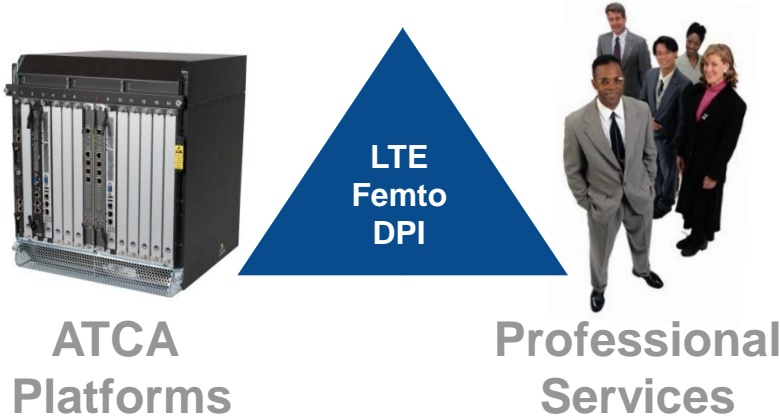 LTE
Femto
DPI
ATCA
Platforms
Professional
Services